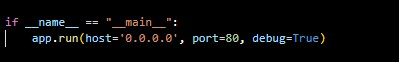 if __name__ == "__main__":
    app.run(host='0.0.0.0', port=80, debug=True)